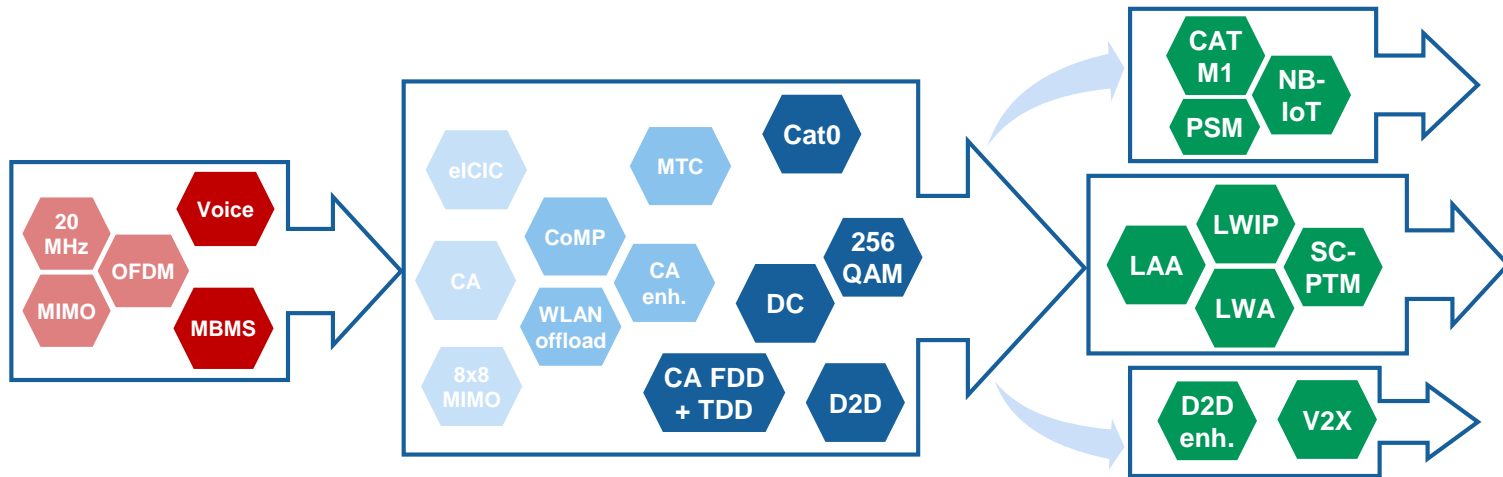 20
MHz
OFDM
MIMO
Voice
MBMS
eICIC
CA
8x8
MIMO
MTC
CoMP
CA
enh.
WLAN
offload
Cat0
256
QAM
DC
CA FDD
+ TDD
D2D
CAT
M1
NB-
IoT
PSM
LAA
LWIP
LWA
SC-
PTM
D2D
enh.
V2X